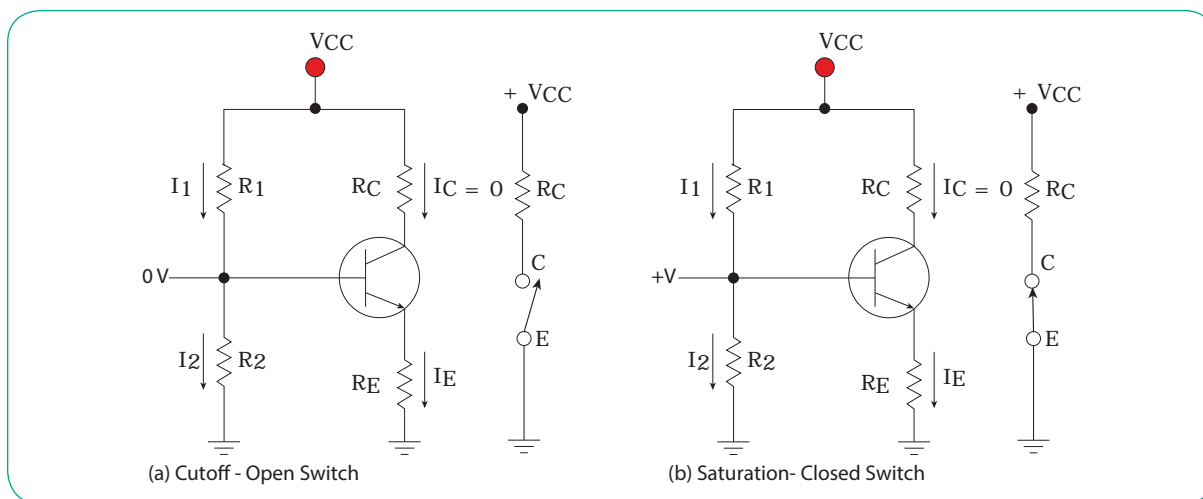 VCC
+ VCC
I1
R1
RC
IC = 0
RC
C
0 V
E
I2
R2
RE
IE
(a) Cutoff - Open Switch
VCC
+ VCC
I1
R1
RC
IC = 0
RC
C
+V
E
I2
R2
RE
IE
(b) Saturation- Closed Switch